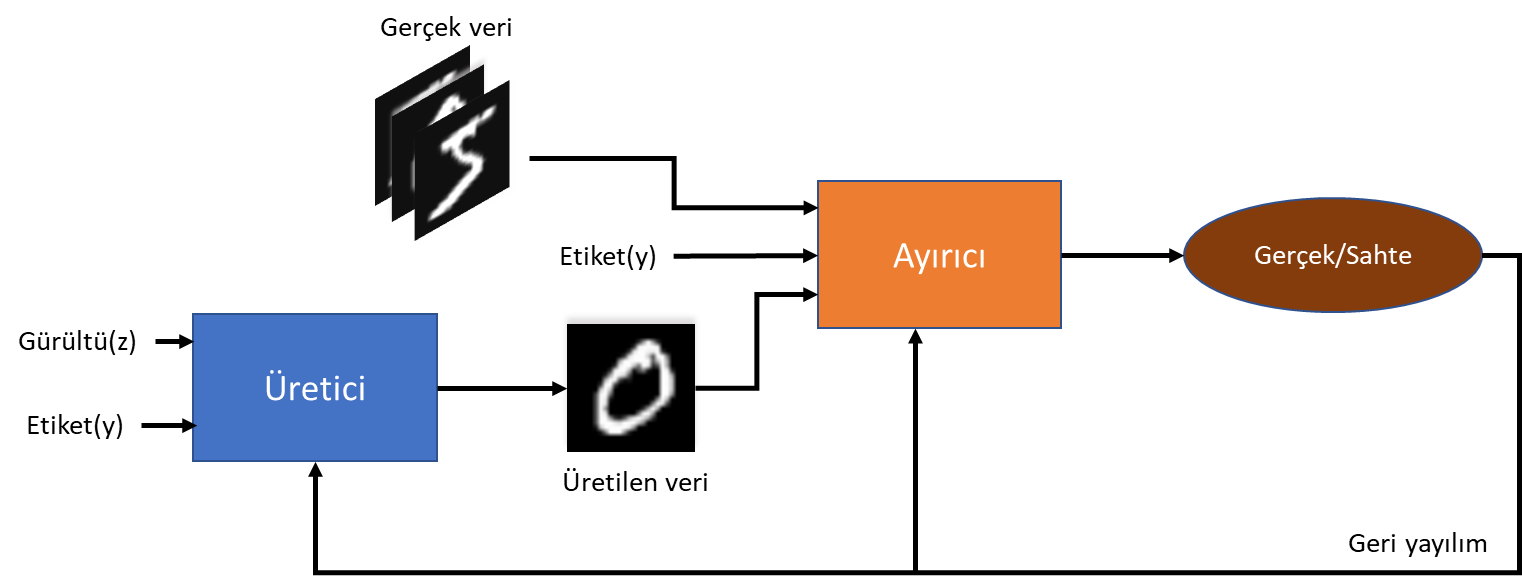 Gerçek veri
Etiket(y)
Ayırıcı
Gerçek/Sahte
Gürültü(z)
Etiket(y)
Üretici
Üretilen veri
Geri yayılım